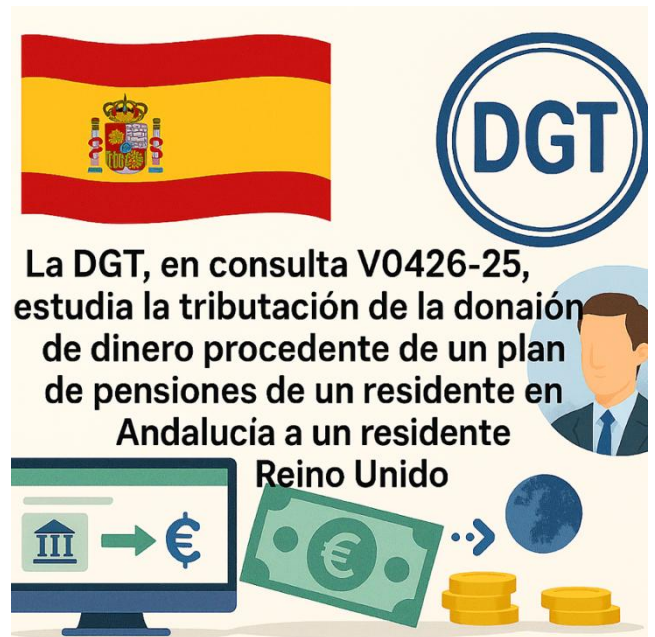 DGT
La DGT, en consulta V0426-25,
estudia la tributación de la donaión
de dinero procedente de un plan
de pensiones de un residente en
Andalucía a un residente
Reino Unido